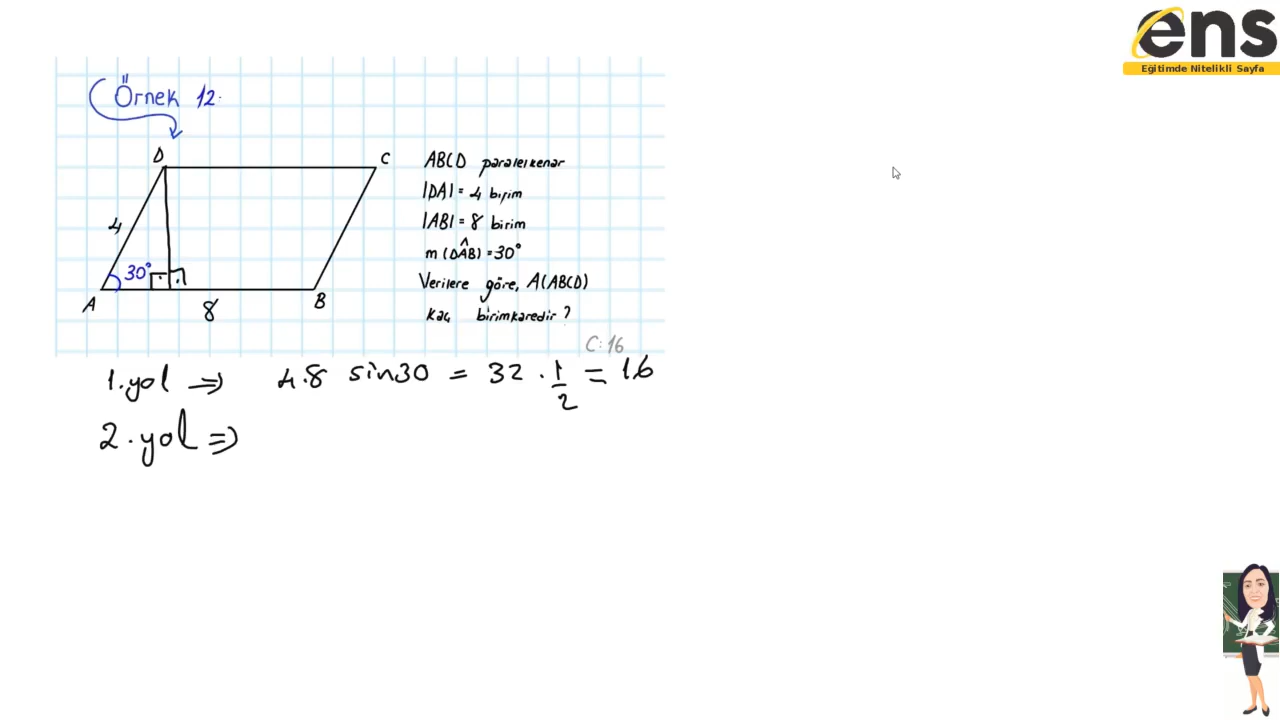 ens
Eğitimde Nitelikli Sayfa
Örnek 12.
D
C
ABCD paralelkenar
|DA| = 4 birim
4
|AB| = 8 birim
m(DÂB) = 30°
30°
Verilere göre, A(ABCD)
A
8
B
kaç birimkaredir ?
C: 16
1.yol ⇒ 4.8 sin30 = 32 . 1/2 = 16
2.yol ⇒